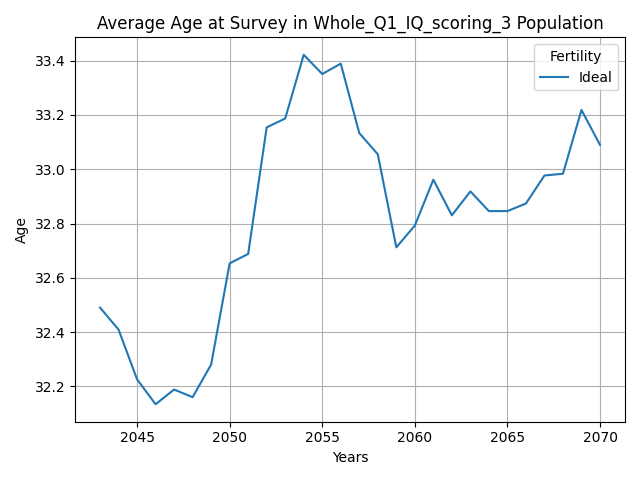 Average Age at Survey in Whole_Q1_IQ_scoring_3 Population
Fertility
Ideal
Age
33.4
33.2
33.0
32.8
32.6
32.4
32.2
2045 2050 2055 2060 2065 2070
Years